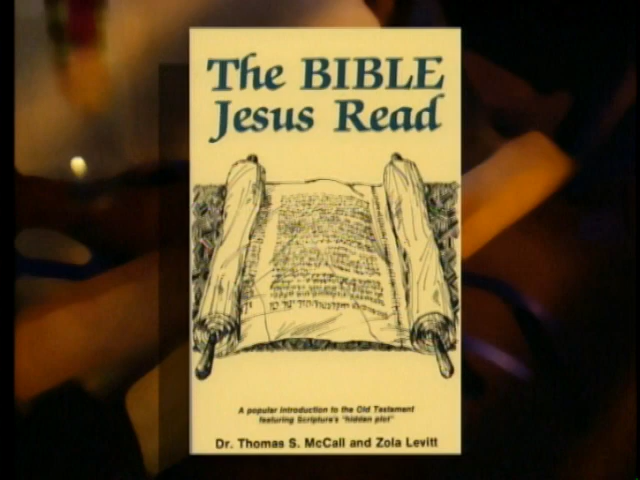 The BIBLE
Jesus Read
A popular introduction to the Old Testament
featuring Scripture's "hidden plot"
Dr. Thomas S. McCall and Zola Levitt